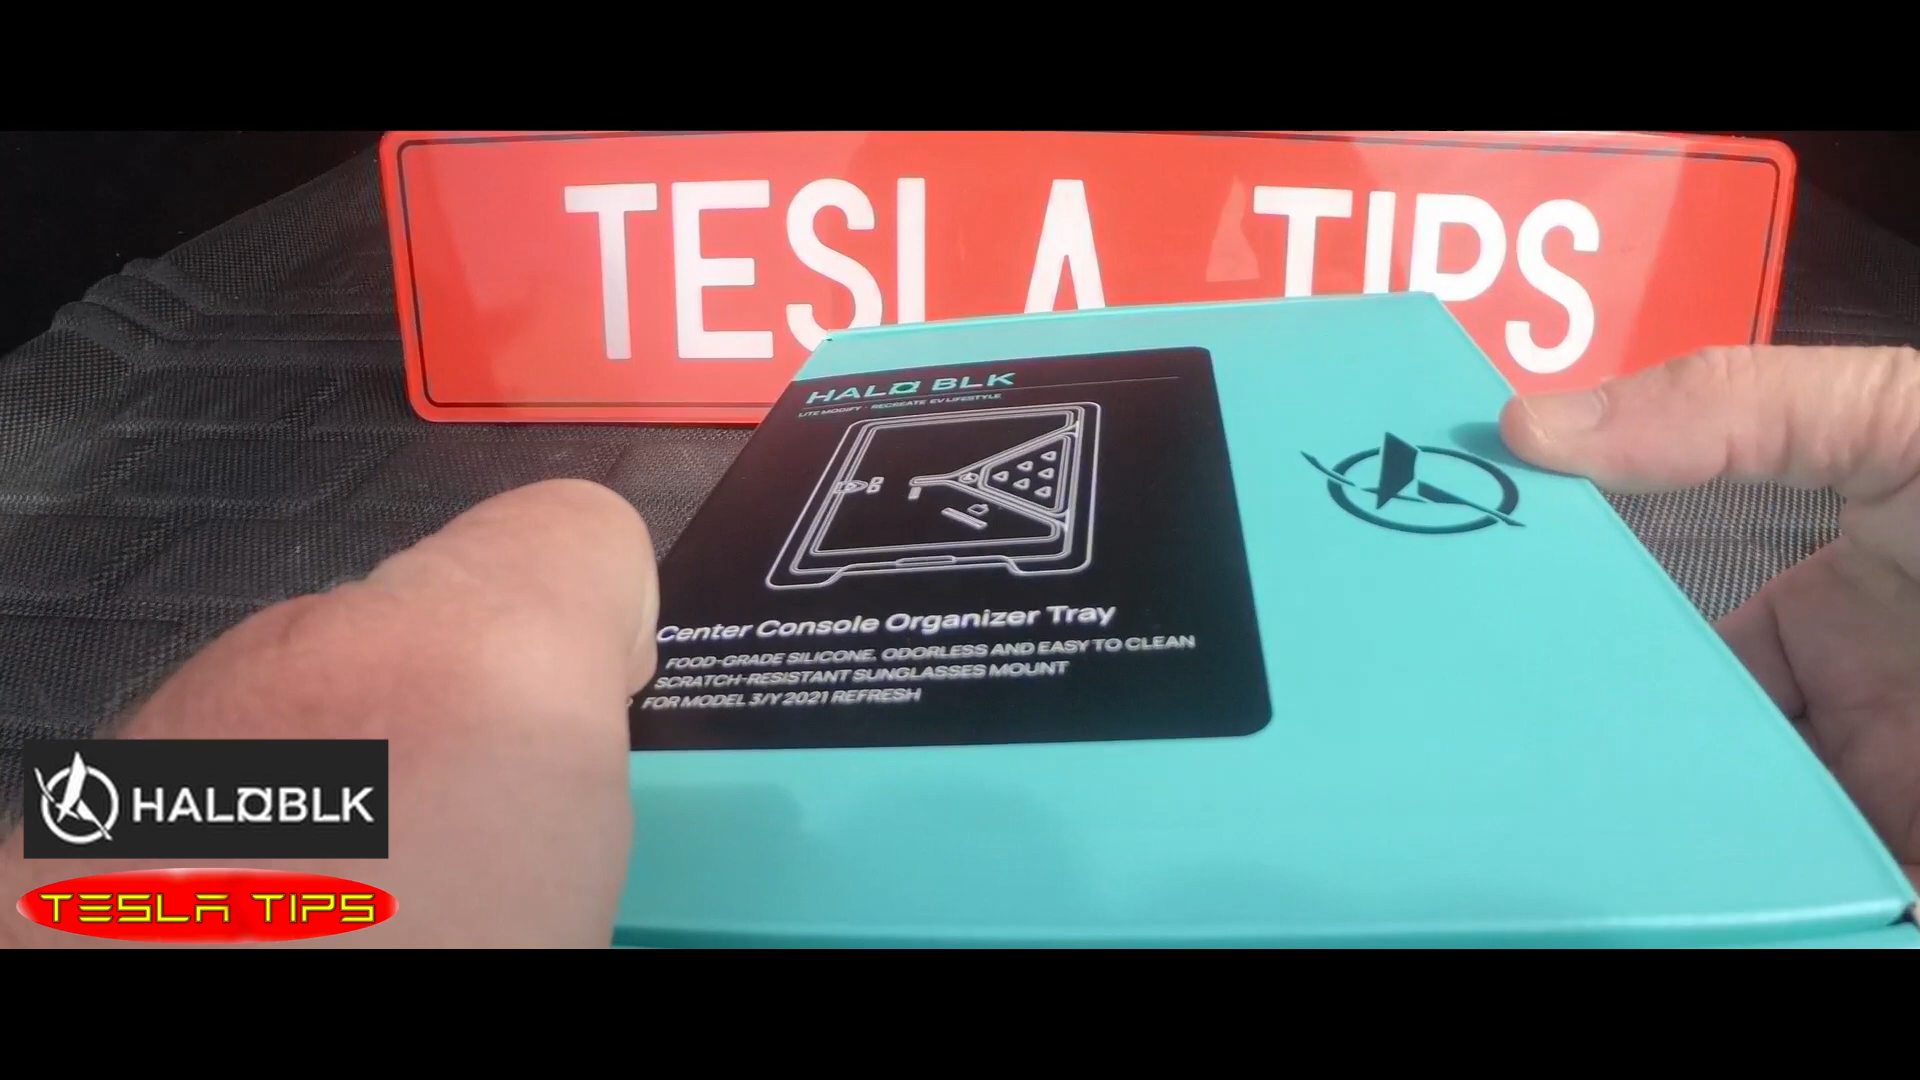 TESLA TIPS
HALO BLK
LITE MODIFY · RECREATE EV LIFESTYLE
Center Console Organizer Tray
FOOD-GRADE SILICONE, ODORLESS AND EASY TO CLEAN
SCRATCH-RESISTANT SUNGLASSES MOUNT
FOR MODEL 3/Y 2021 REFRESH
HALOBLK
TESLA TIPS